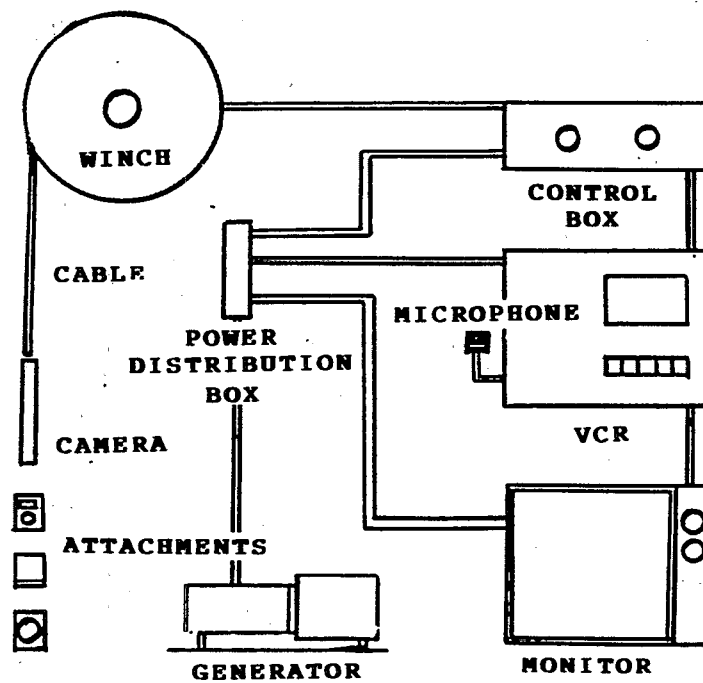 WINCH
CONTROL
BOX
CABLE
MICROPHONE
POWER
DISTRIBUTION
BOX
VCR
CAMERA
ATTACHMENTS
GENERATOR
MONITOR